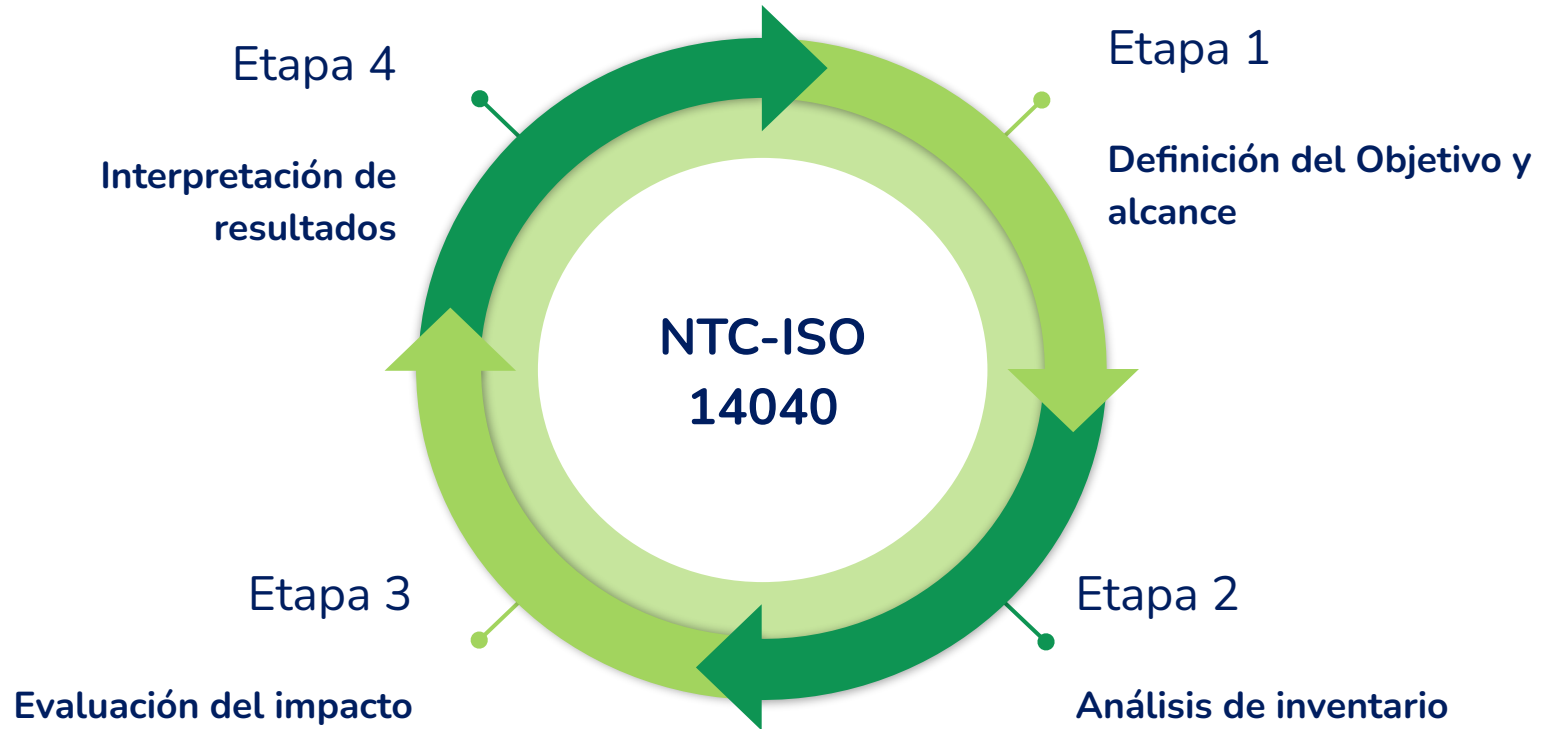 Etapa 4
Interpretación de
resultados
Etapa 1
Definición del Objetivo y
alcance
NTC-ISO
14040
Etapa 3
Evaluación del impacto
Etapa 2
Análisis de inventario